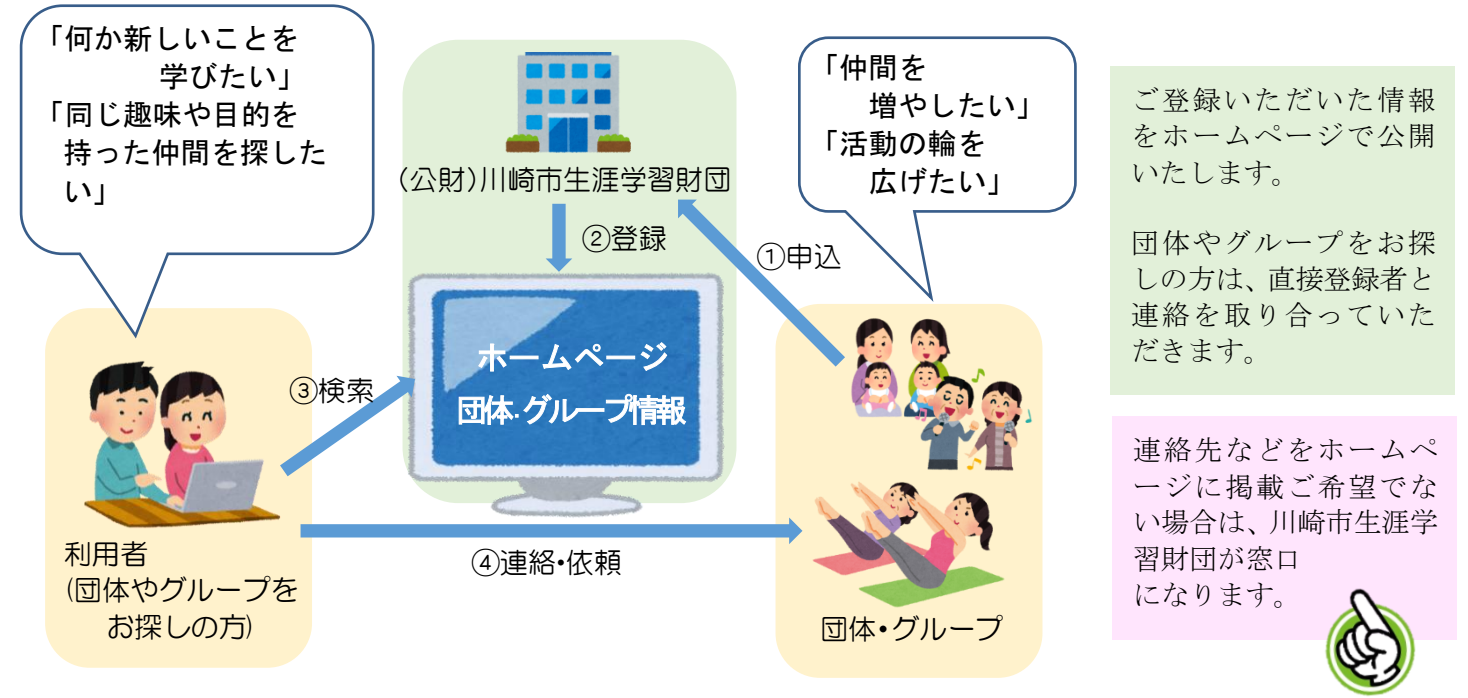 「何か新しいことを
学びたい」
「同じ趣味や目的を
持った仲間を探した
い」
(公財)川崎市生涯学習財団
②登録
「仲間を
増やしたい」
「活動の輪を
広げたい」
①申込
ホームページ
団体・グループ情報
③検索
④連絡・依頼
利用者
(団体やグループを
お探しの方)
団体・グループ
ご登録いただいた情報
をホームページで公開
いたします。
団体やグループをお探
しの方は、直接登録者と
連絡を取り合っていた
だきます。
連絡先などをホームペ
ージに掲載ご希望でな
い場合は、川崎市生涯学
習財団が窓口
になります。